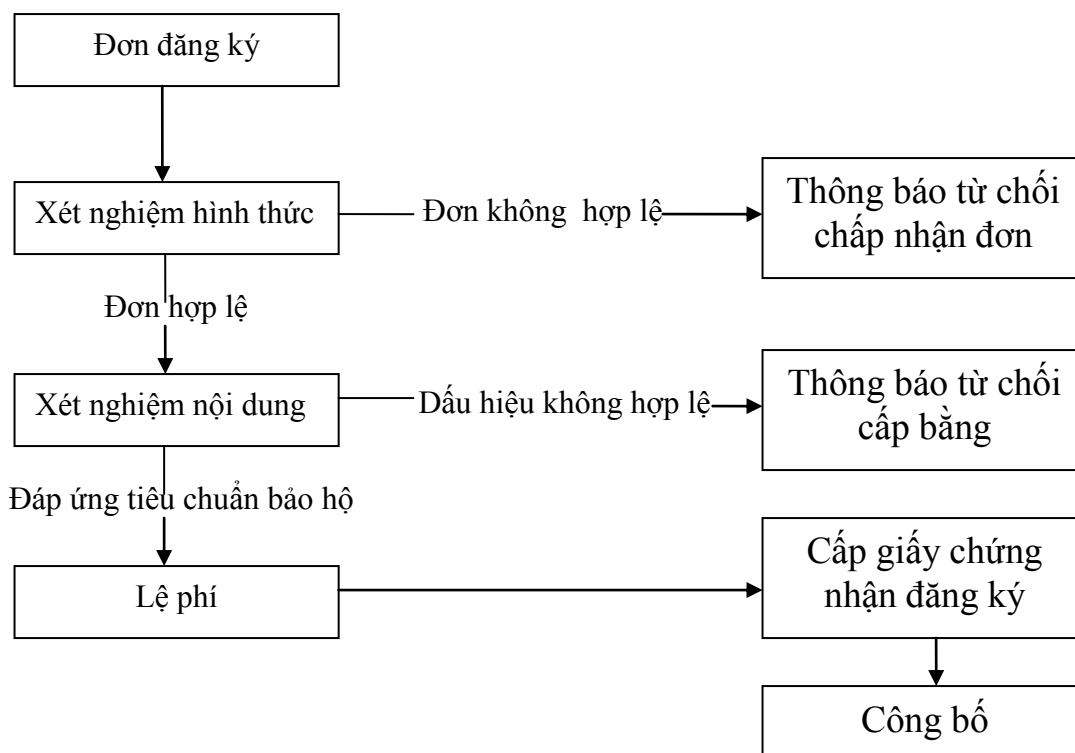 Đơn đăng ký
Xét nghiệm hình thức
Đơn không hợp lệ
Thông báo từ chối
chấp nhận đơn
Đơn hợp lệ
Xét nghiệm nội dung
Dấu hiệu không hợp lệ
Thông báo từ chối
cấp bằng
Đáp ứng tiêu chuẩn bảo hộ
Lệ phí
Cấp giấy chứng
nhận đăng ký
Công bố